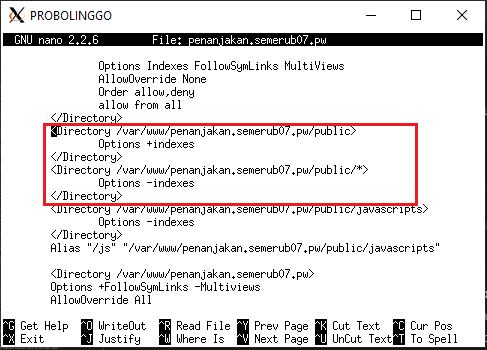 PROBOLINGGO
GNU nano 2.2.6 File: penanjakan.semerub07.pw
Options Indexes FollowSymLinks MultiViews
AllowOverride None
Order allow,deny
allow from all
</Directory>
<Directory /var/www/penanjakan.semerub07.pw/public>
Options +indexes
</Directory>
<Directory /var/www/penanjakan.semerub07.pw/public/*>
Options -indexes
</Directory>
<Directory /var/www/penanjakan.semerub07.pw/public/javascripts>
Options -indexes
</Directory>
Alias "/js" "/var/www/penanjakan.semerub07.pw/public/javascripts"
<Directory /var/www/penanjakan.semerub07.pw>
Options +FollowSymLinks -Multiviews
AllowOverride All
^G Get Help ^O WriteOut ^R Read File ^Y Prev Page ^K Cut Text ^C Cur Pos
^X Exit ^J Justify ^W Where Is ^V Next Page ^U UnCut Text ^T To Spell